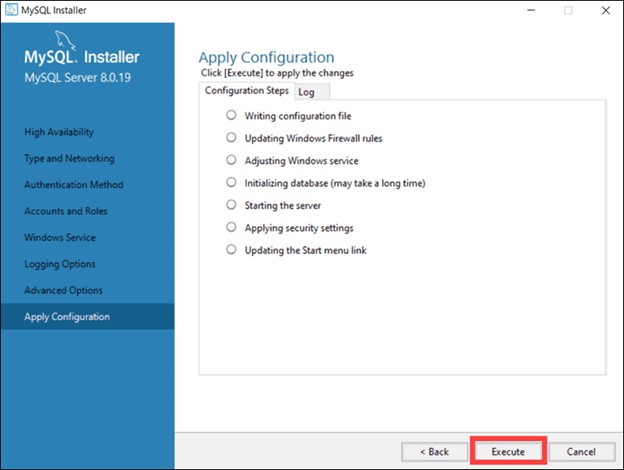 MySQL Installer
MySQL. Installer
MySQL Server 8.0.19
High Availability
Type and Networking
Authentication Method
Accounts and Roles
Windows Service
Logging Options
Advanced Options
Apply Configuration
Apply Configuration
Click [Execute] to apply the changes
Configuration Steps Log
Writing configuration file
Updating Windows Firewall rules
Adjusting Windows service
Initializing database (may take a long time)
Starting the server
Applying security settings
Updating the Start menu link
< Back Execute Cancel